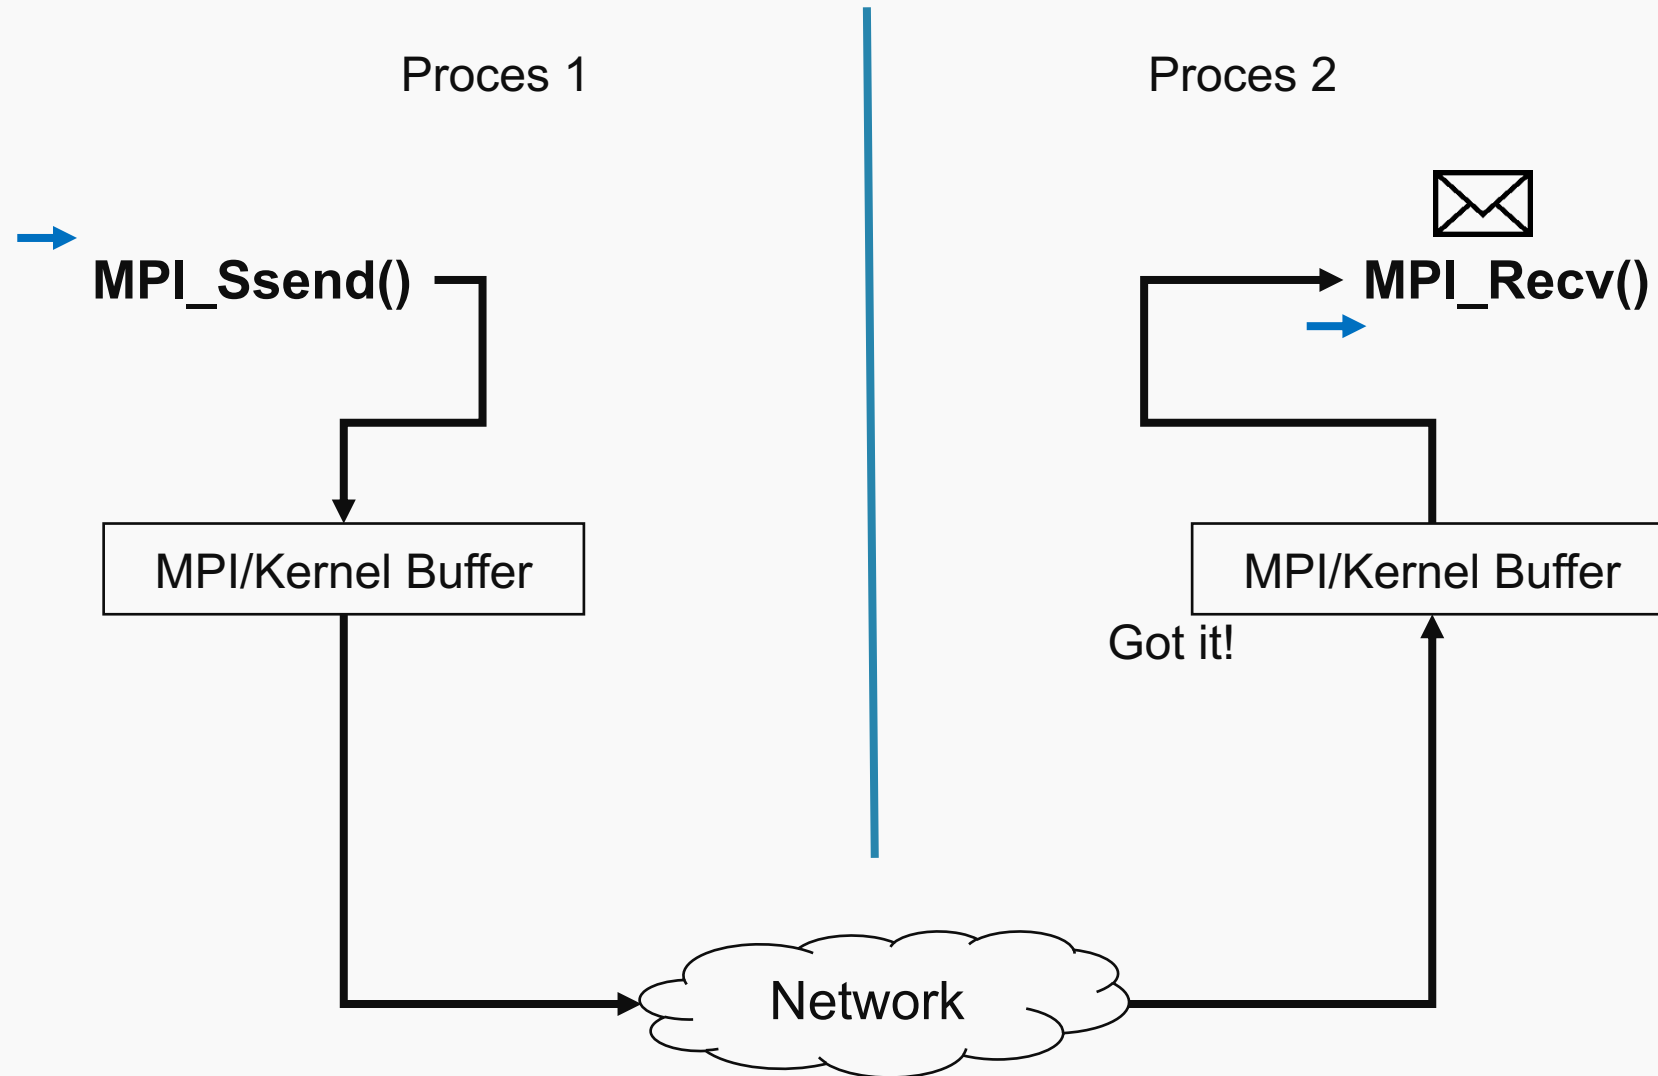 Proces 1
Proces 2
MPI_Ssend()
MPI_Recv()
MPI/Kernel Buffer
MPI/Kernel Buffer
Got it!
Network